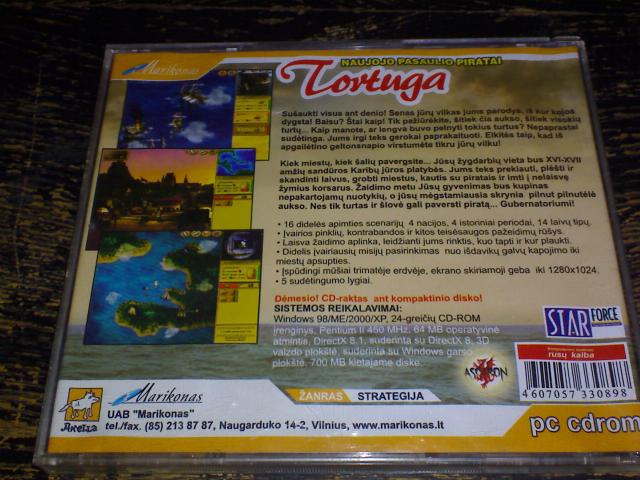 Marikonas
NAUJOJO PASAULIO PIRATAI
Tortuga
Sušaukti visus ant denio! Senas jūrų vilkas jums parodys, iš kur kojos
dygsta! Baisu? Štai kaip! Tik pažiūrėkite, šitiek čia aukso, šitiek visokių
turtų... Kaip manote, ar lengva buvo pelnyti tokius turtus? Nepaprastai
sudėtinga. Jums irgi teks gerokai paprakaituoti. Elkitės taip, kad iš
apgailėtino geltonsnapio virstumėte tikru jūrų vilku!
Kiek miestų, kiek šalių pavergsite... Jūsų žygdarbių vieta bus XVI-XVII
amžių sandūros Karibų jūros platybės. Jums teks prekiauti, plėšti ir
skandinti laivus, grobti miestus, kautis su piratais ir imti į nelaisvę
žymius korsarus. Žaidimo metu Jūsų gyvenimas bus kupinas
nepakartojamų nuotykių, o jūsų mėgstamiausia skrynia pilnut pilnutėlė
aukso. Nes tik turtas ir šlovė gali paversti piratą... Gubernatoriumi!
• 16 didelės apimties scenarijų 4 nacijos, 4 istoriniai periodai, 14 laivų tipų.
• Įvairios pinklių, kontrabandos ir kitos teisėsaugos pažeidimų rūšys.
• Laisva žaidimo aplinka, leidžianti jums rinktis, kuo tapti ir kur plaukti.
• Didelis įvairiausių misijų pasirinkimas nuo išdavikų galvų kapojimo iki
miestų apsupties.
• Įspūdingi mūšiai trimatėje erdvėje, ekrano skiriamoji geba iki 1280x1024.
• 5 sudėtingumo lygiai.
Dėmesio! CD-raktas ant kompaktinio disko!
SISTEMOS REIKALAVIMAI:
Windows 98/ME/2000/XP, 24-greičių CD-ROM
įrenginys, Pentium II 450 MHz, 64 MB operatyvinė
atmintis, DirectX 8.1, suderinta su DirectX 8, 3D
vaizdo plokštė, suderinta su Windows garso
plokštė, 700 MB kietajame diske.
STAR FORCE
ASCARON
rusų kalba
4607057330898
Akella
Marikonas
UAB "Marikonas"
tel./fax. (85) 213 87 87, Naugarduko 14-2, Vilnius, www.marikonas.lt
ŽANRAS STRATEGIJA
pc cdrom